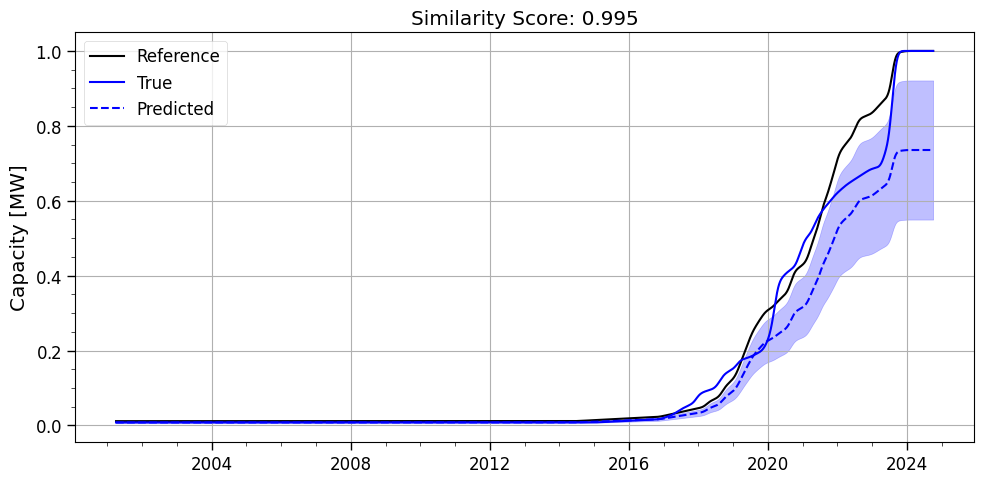 Similarity Score: 0.995
Reference
True
Predicted
Capacity [MW]
1.0
0.8
0.6
0.4
0.2
0.0
2004 2008 2012 2016 2020 2024